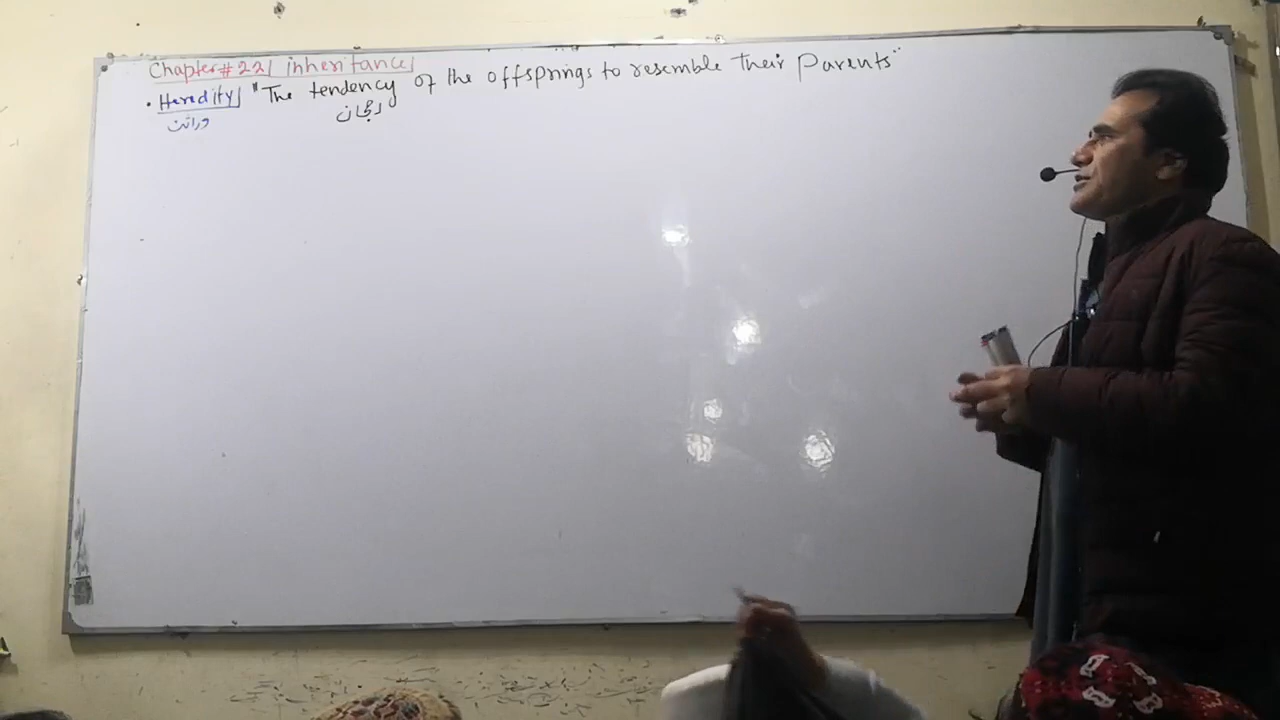 Chapter # 22 inheritance
• Heredity "The tendency of the offsprings to resemble their Parents"
وراثت رجحان